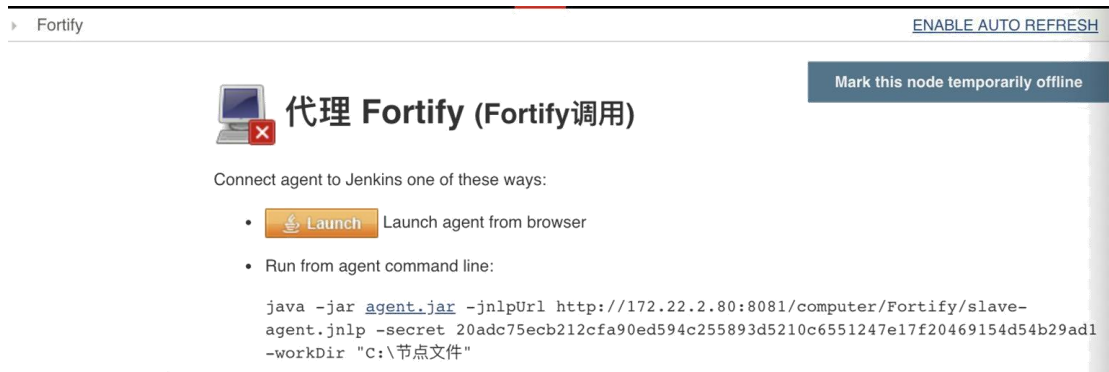 Fortify
ENABLE AUTO REFRESH
Mark this node temporarily offline
代理 Fortify (Fortify调用)
Connect agent to Jenkins one of these ways:
Launch Launch agent from browser
Run from agent command line:
java -jar agent.jar -jnlpUrl http://172.22.2.80:8081/computer/Fortify/slave-
agent.jnlp -secret 20adc75ecb212cfa90ed594c255893d5210c6551247e17f20469154d54b29ad1
-workDir "C:\节点文件"